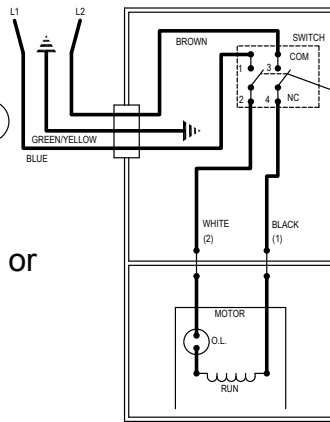 L1 L2
BROWN
SWITCH
COM
1 3
2 4 NC
GREEN/YELLOW
BLUE
or
WHITE BLACK
(2) (1)
MOTOR
O.L.
RUN